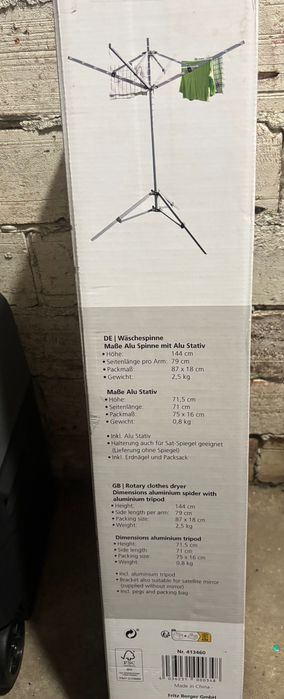 DE | Wäschespinne
Maße Alu Spinne mit Alu Stativ
• Höhe: 144 cm
• Seitenlänge pro Arm: 79 cm
• Packmaß: 87 x 18 cm
• Gewicht: 2,5 kg
Maße Alu Stativ
• Höhe: 71,5 cm
• Seitenlänge: 71 cm
• Packmaß: 75 x 16 cm
• Gewicht: 0,8 kg
• Inkl. Alu Stativ
• Halterung auch für Sat-Spiegel geeignet
(Lieferung ohne Spiegel)
• Inkl. Erdnägel und Packsack
GB | Rotary clothes dryer
Dimensions aluminium spider with
aluminium tripod
• Height: 144 cm
• Side length per arm: 79 cm
• Packing size: 87 x 18 cm
• Weight: 2,5 kg
Dimensions aluminium tripod
• Height: 71,5 cm
• Side length 71 cm
• Packing size: 75 x 16 cm
• Weight: 0,8 kg
• incl. aluminium tripod
• Bracket also suitable for satellite mirror
(supplied without mirror)
• incl. pegs and packing bag
Nr. 413460
FSC
Made in China
Fritz Berger GmbH